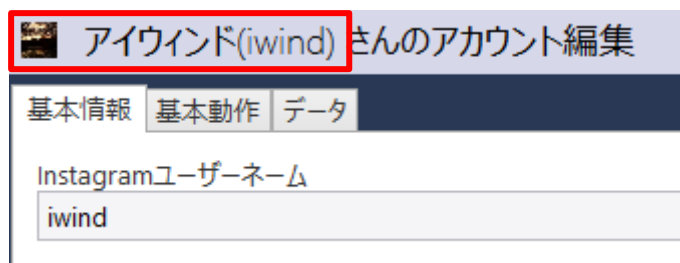 アイウィンド(iwind) さんのアカウント編集
基本情報 基本動作 データ
Instagramユーザーネーム
iwind